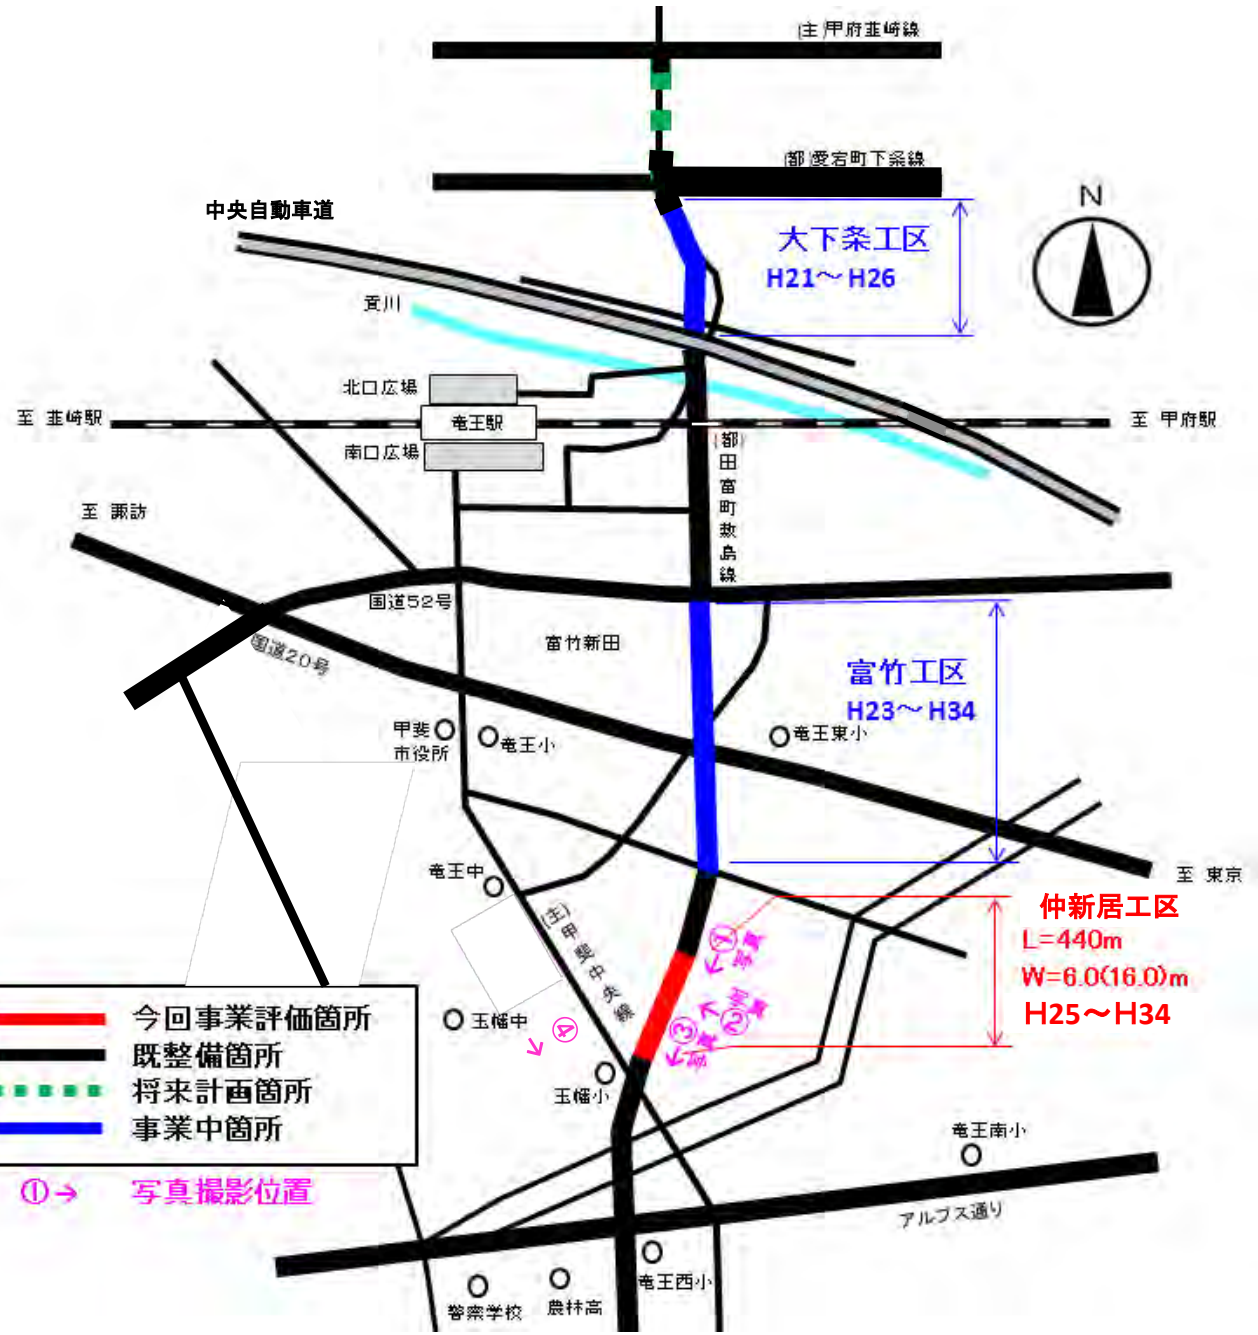 (主)甲府韮崎線
(都)愛宕町下条線
N
中央自動車道
大下条工区
H21～H26
貢川
北口広場
至 韮崎駅
竜王駅
至 甲府駅
南口広場
(都)田富町敷島線
至 諏訪
国道52号
国道20号
富竹新田
富竹工区
H23～H34
甲斐
市役所
竜王小
竜王東小
竜王中
至 東京
(主)甲斐中央線
仲新居工区
L=440m
W=6.0(16.0)m
H25～H34
①
写真
②
写真
③
写真
④
玉幡中
玉幡小
今回事業評価箇所
既整備箇所
将来計画箇所
事業中箇所
①→ 写真撮影位置
竜王南小
アルプス通り
竜王西小
警察学校
農林高